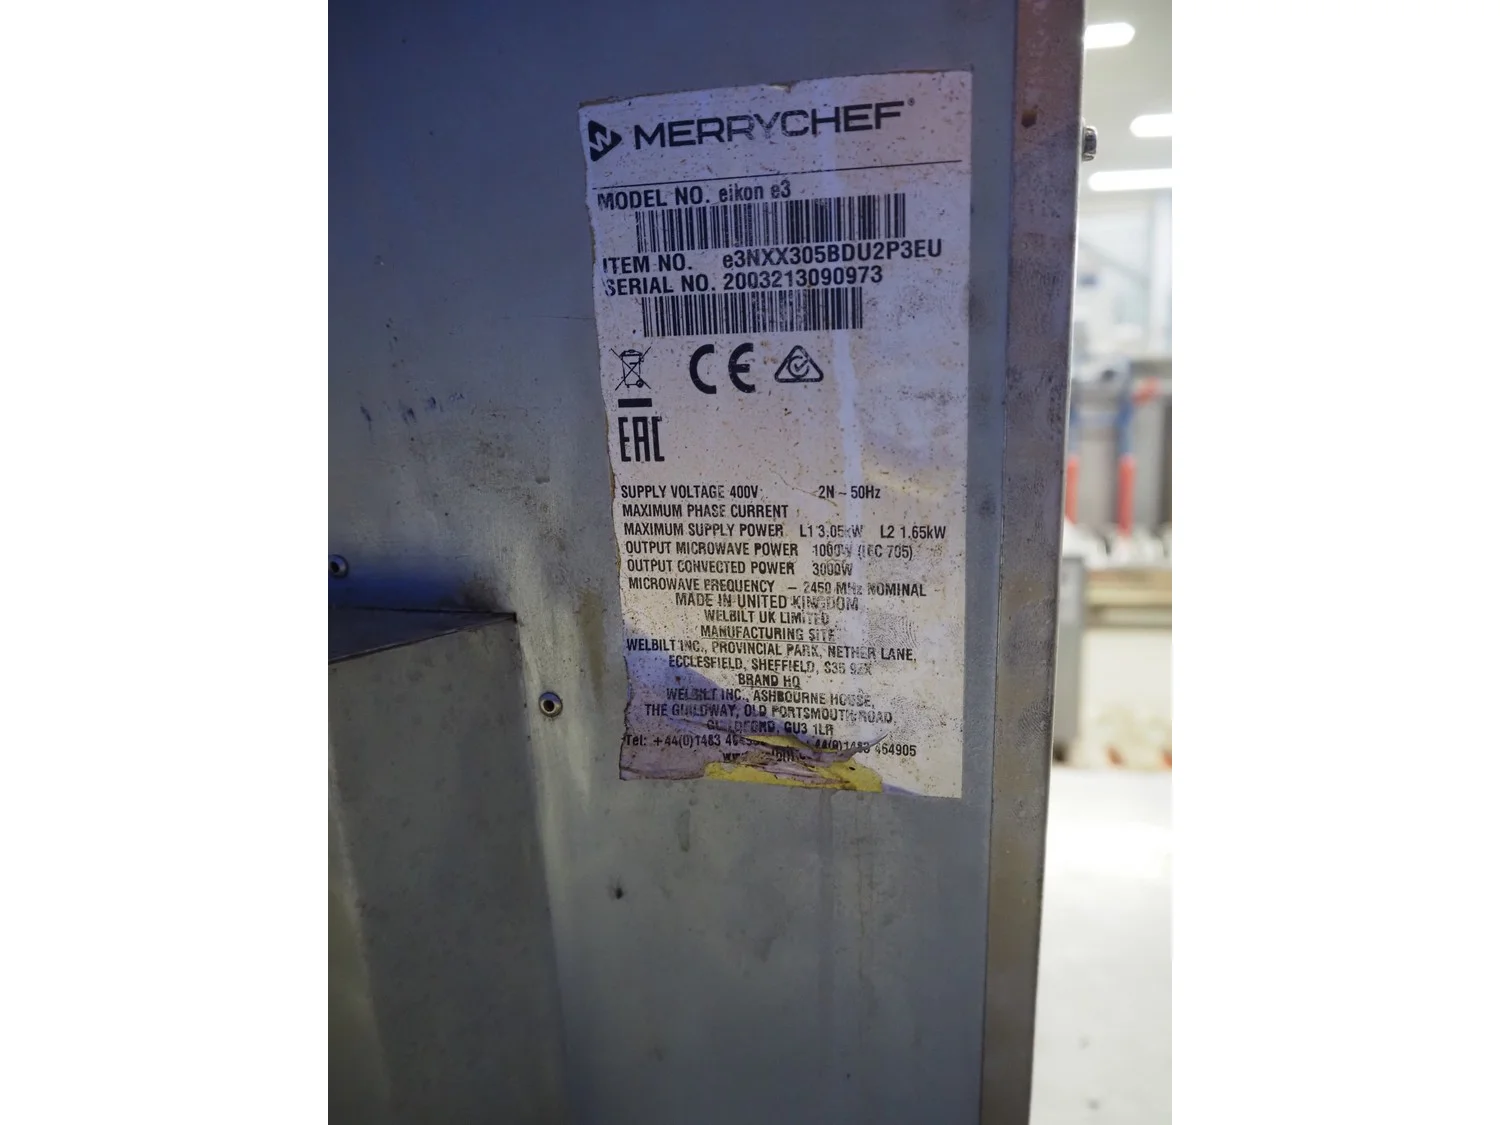 MERRYCHEF®
MODEL NO. eikon e3
ITEM NO. e3NXX305BDU2P3EU
SERIAL NO. 2003213090973
CE
EAC
SUPPLY VOLTAGE 400V 2N ~ 50Hz
MAXIMUM PHASE CURRENT
MAXIMUM SUPPLY POWER L1 3.05kW L2 1.65kW
OUTPUT MICROWAVE POWER 1000W (IEC 705)
OUTPUT CONVECTED POWER 3000W
MICROWAVE FREQUENCY – 2450 MHz NOMINAL
MADE IN UNITED KINGDOM
WELBILT UK LIMITED
MANUFACTURING SITE
WELBILT INC., PROVINCIAL PARK, NETHER LANE,
ECCLESFIELD, SHEFFIELD, S35 9ZX
BRAND HQ
WELBILT INC., ASHBOURNE HOUSE,
THE GUILDWAY, OLD PORTSMOUTH ROAD,
GUILDFORD, GU3 1LR
Tel: +44(0)1483 464905